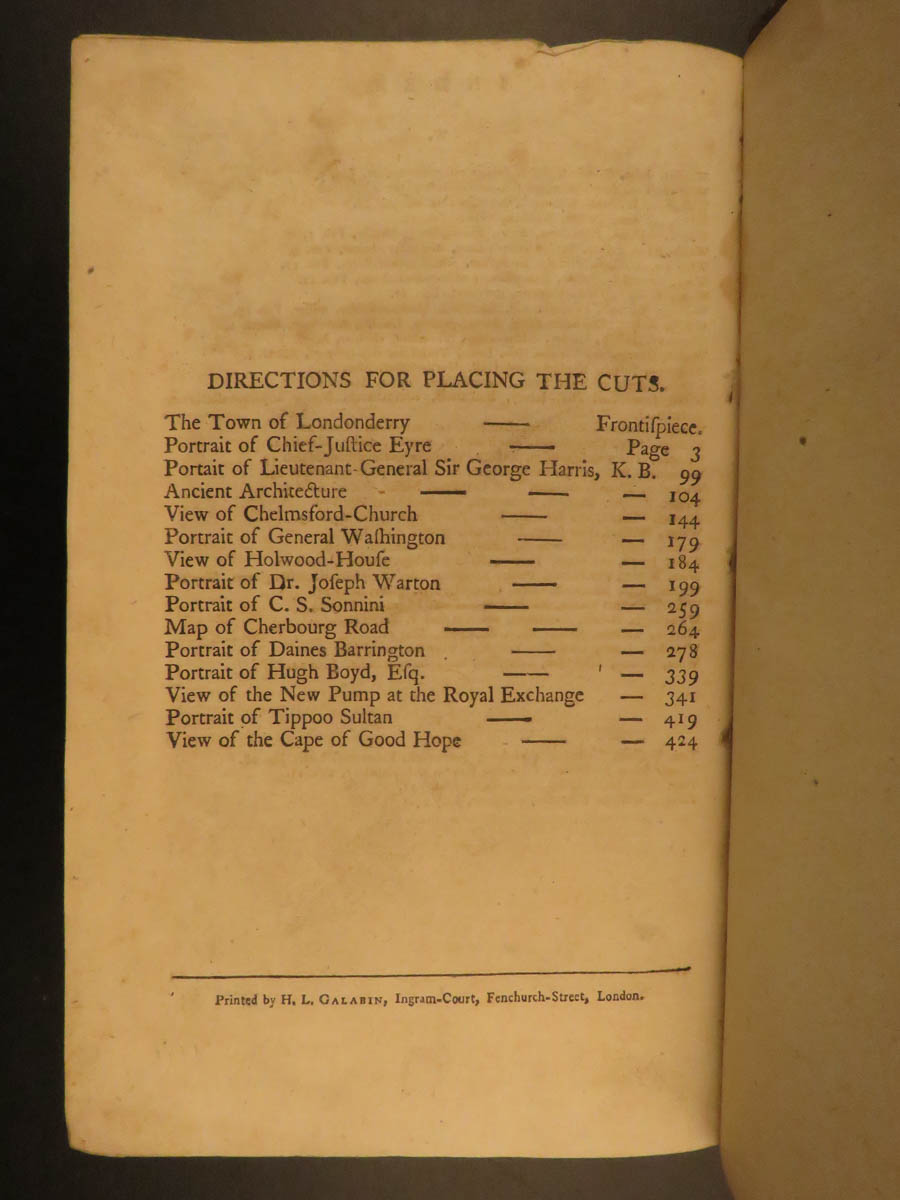 DIRECTIONS FOR PLACING THE CUTS.
The Town of Londonderry — Frontiſpiece.
Portrait of Chief-Juſtice Eyre — Page 3
Portait of Lieutenant-General Sir George Harris, K. B. 99
Ancient Architecture — — — 104
View of Chelmsford-Church — — 144
Portrait of General Waſhington — — 179
View of Holwood-Houſe — — 184
Portrait of Dr. Joſeph Warton — — 199
Portrait of C. S. Sonnini — — 259
Map of Cherbourg Road — — — 264
Portrait of Daines Barrington — — 278
Portrait of Hugh Boyd, Eſq. — — 339
View of the New Pump at the Royal Exchange — 341
Portrait of Tippoo Sultan — — 419
View of the Cape of Good Hope — — 424
Printed by H. L. GALABIN, Ingram-Court, Fenchurch-Street, London.